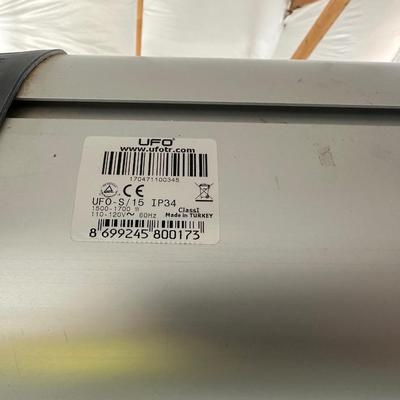 UFO®
www.ufotr.com
170471100345
CE
UFO-S/15 IP34
1500-1700 W
ClassI
110-120V~ 60Hz
Made in TURKEY
8 699245 800173